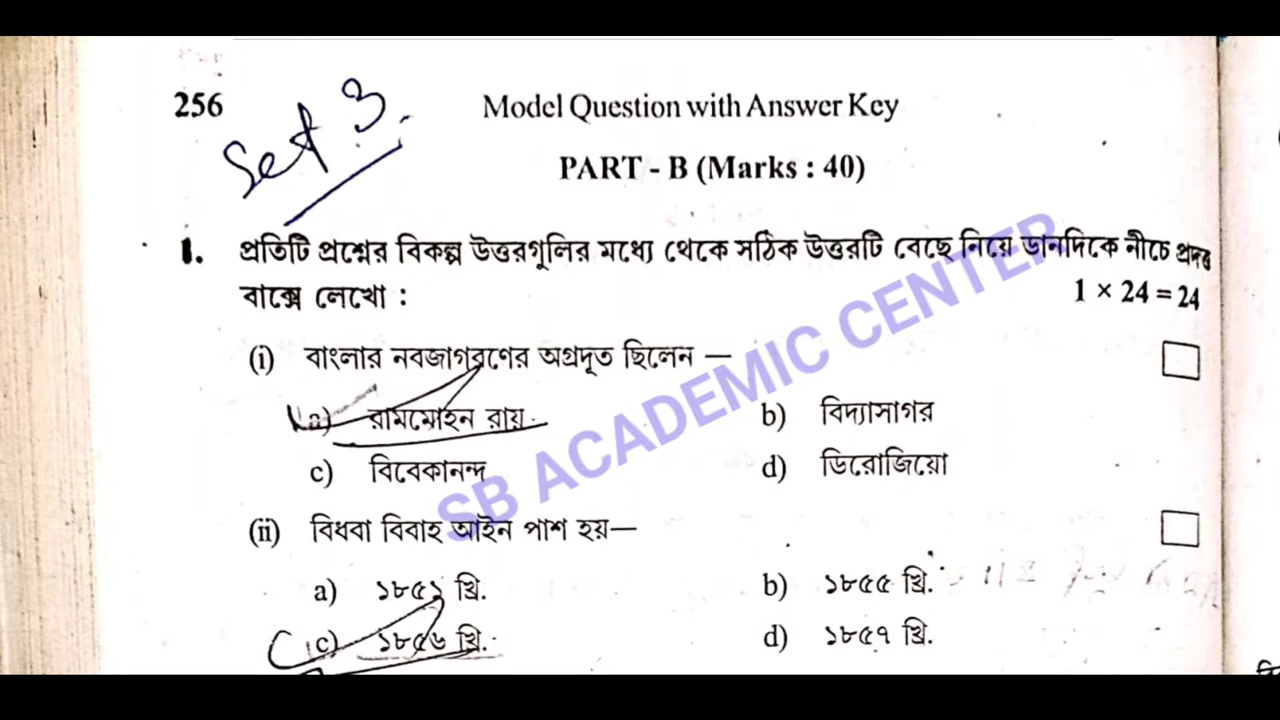 256
Model Question with Answer Key
Set 3.
PART - B (Marks : 40)
1. প্রতিটি প্রশ্নের বিকল্প উত্তরগুলির মধ্যে থেকে সঠিক উত্তরটি বেছে নিয়ে ডানদিকে নীচে প্রদত্ত
বাক্সে লেখো : 1 × 24 = 24
(i) বাংলার নবজাগরণের অগ্রদূত ছিলেন —
a) রামমোহন রায় b) বিদ্যাসাগর
c) বিবেকানন্দ d) ডিরোজিয়ো
(ii) বিধবা বিবাহ আইন পাশ হয়—
a) ১৮৫১ খ্রি. b) ১৮৫৫ খ্রি.
c) ১৮৫৬ খ্রি. d) ১৮৫৭ খ্রি.
SB ACADEMIC CENTER